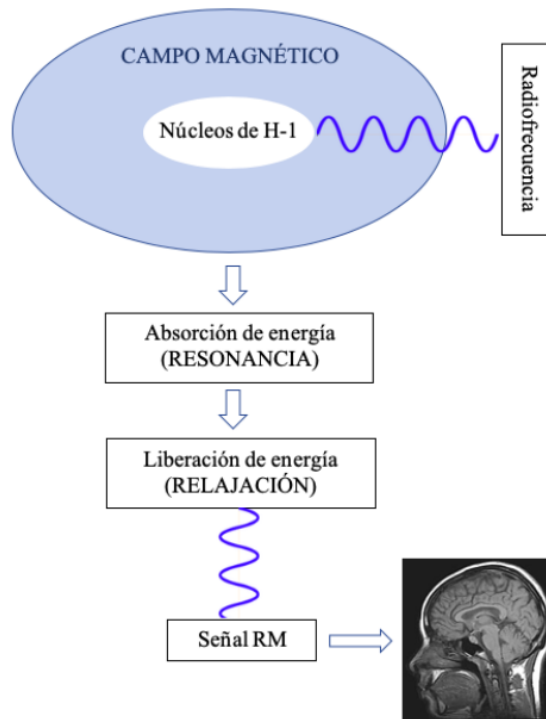 CAMPO MAGNÉTICO
Núcleos de H-1
Radiofrecuencia
Absorción de energía
(RESONANCIA)
Liberación de energía
(RELAJACIÓN)
Señal RM